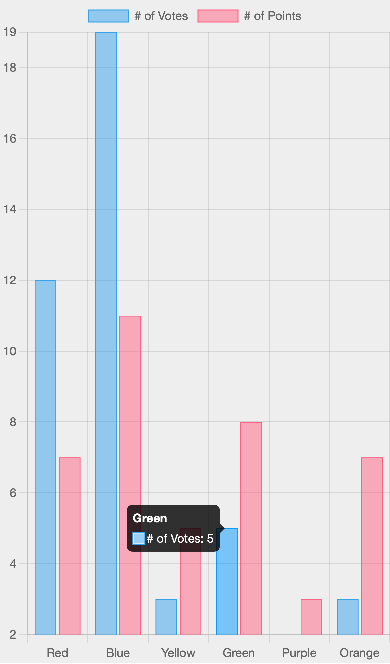 # of Votes # of Points
19
18
16
14
12
10
8
6
Green
# of Votes: 5
4
2
Red Blue Yellow Green Purple Orange